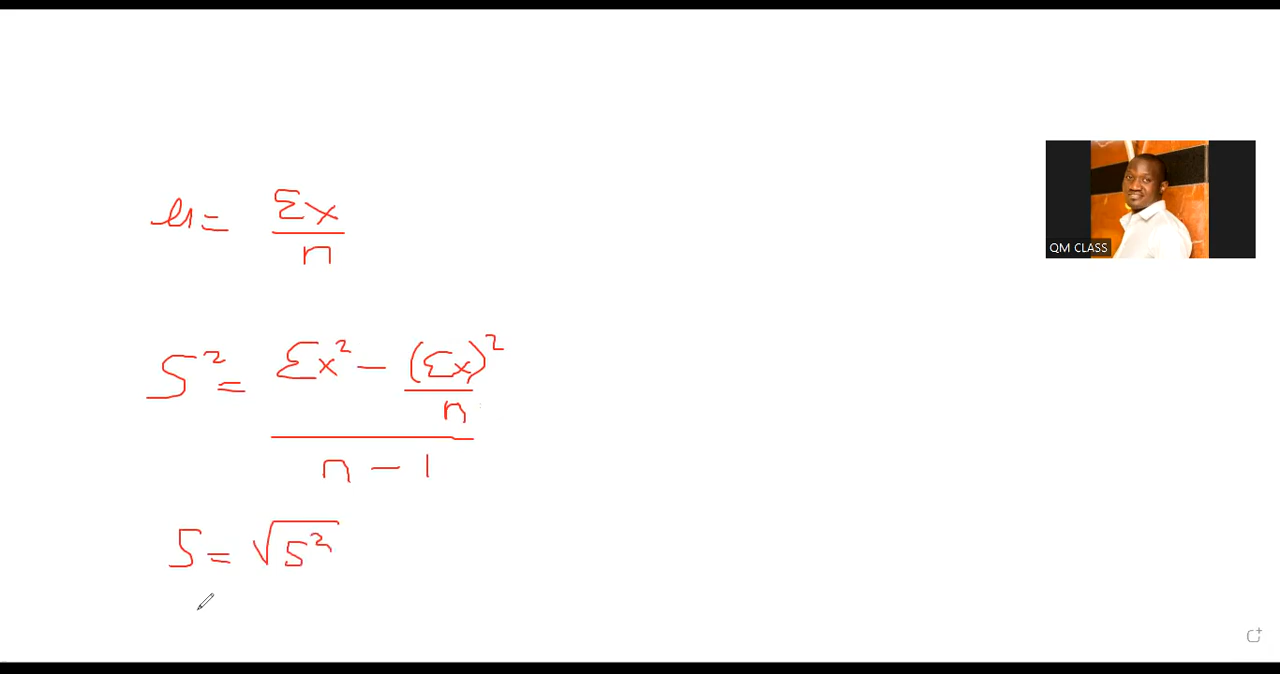 μ = Σx / n
QM CLASS
S² = (Σx² − (Σx)² / n) / (n − 1)
S = √S²